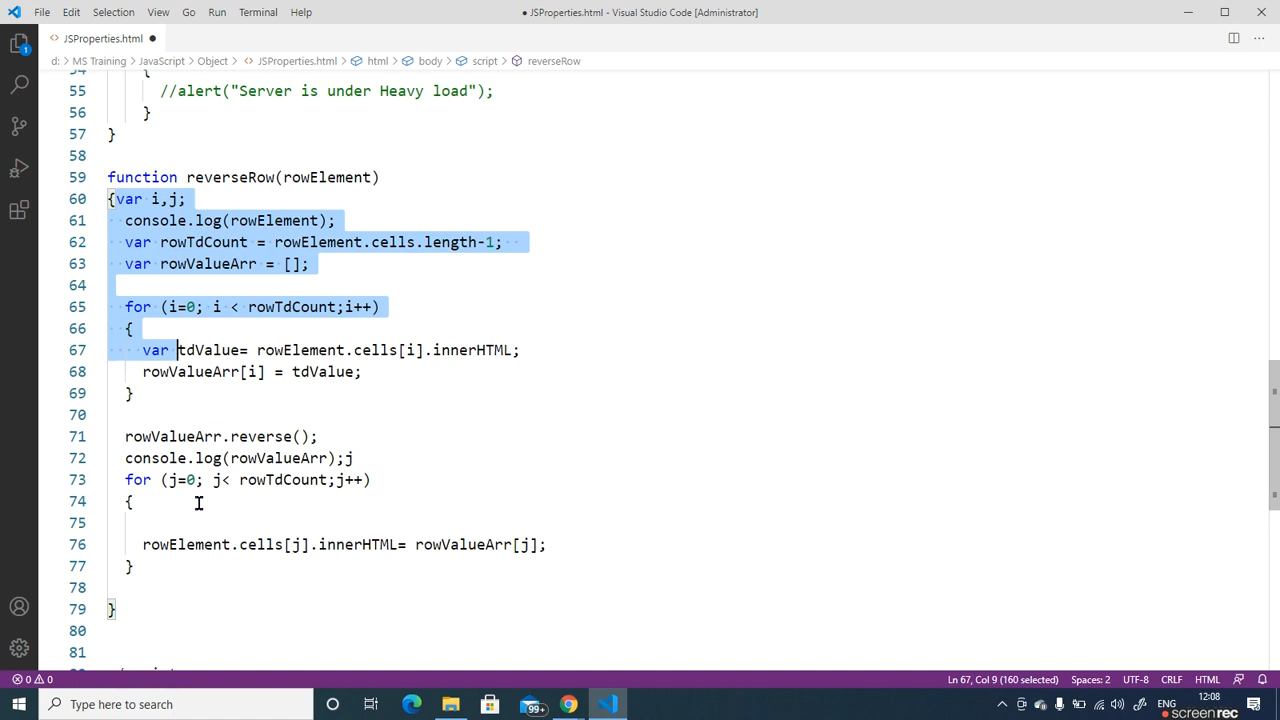 File Edit Selection View Go Run Terminal Help
● JSProperties.html - Visual Studio Code [Administrator]
<> JSProperties.html ●
d: > MS Training > JavaScript > Object > <> JSProperties.html > html > body > script > reverseRow
54 {
55 //alert("Server is under Heavy load");
56 }
57 }
58
59 function reverseRow(rowElement)
60 {var i,j;
61 console.log(rowElement);
62 var rowTdCount = rowElement.cells.length-1;
63 var rowValueArr = [];
64
65 for (i=0; i < rowTdCount;i++)
66 {
67 var tdValue= rowElement.cells[i].innerHTML;
68 rowValueArr[i] = tdValue;
69 }
70
71 rowValueArr.reverse();
72 console.log(rowValueArr);j
73 for (j=0; j< rowTdCount;j++)
74 {
75
76 rowElement.cells[j].innerHTML= rowValueArr[j];
77 }
78
79 }
80
81
1
0 0 Ln 67, Col 9 (160 selected) Spaces: 2 UTF-8 CRLF HTML
Type here to search 99+ ENG 12:08
screenrec